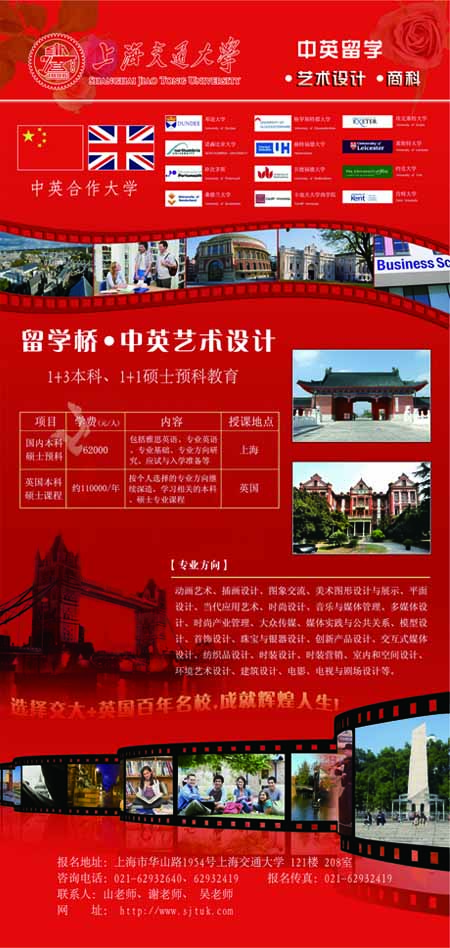 上海交通大学
SHANGHAI JIAO TONG UNIVERSITY
中英留学
•艺术设计 •商科
中英合作大学
DUNDEE
EXETER
University of Leicester
Portsmouth
Kent
Business Sc
留学桥•中英艺术设计
1+3本科、1+1硕士预科教育
项目 学费(元/人) 内容 授课地点
国内本科
硕士预科
62000
包括雅思英语、专业英语
、专业基础、专业方向研
究、应试与入学准备等
上海
英国本科
硕士课程
约110000/年
按个人选择的专业方向继
续深造。学习相关的本科
、硕士专业课程
英国
【专业方向】
动画艺术、插画设计、图象交流、美术图形设计与展示、平面
设计、当代应用艺术、时尚设计、音乐与媒体管理、多媒体设
计、时尚产业管理、大众传媒、媒体实践与公共关系、模型设
计、首饰设计、珠宝与银器设计、创新产品设计、交互式媒体
设计、纺织品设计、时装设计、时装营销、室内和空间设计、
环境艺术设计、建筑设计、电影、电视与剧场设计等。
选择交大+英国百年名校,成就辉煌人生!
报名地址: 上海市华山路1954号上海交通大学 121楼 208室
咨询电话: 021-62932640、62932419 报名传真: 021-62932419
联系人: 山老师、谢老师、 吴老师
网 址: http://www.sjtuk.com